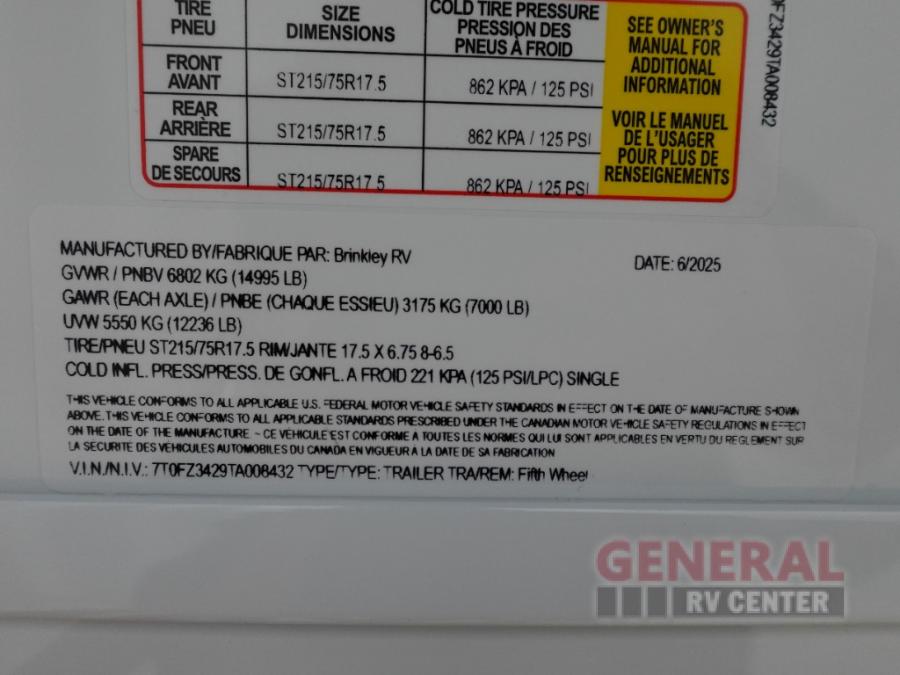 TIRE SIZE COLD TIRE PRESSURE
PNEU DIMENSIONS PRESSION DES
PNEUS À FROID
FRONT
AVANT ST215/75R17.5 862 KPA / 125 PSI
REAR
ARRIÈRE ST215/75R17.5 862 KPA / 125 PSI
SPARE
DE SECOURS ST215/75R17.5 862 KPA / 125 PSI
SEE OWNER'S
MANUAL FOR
ADDITIONAL
INFORMATION
VOIR LE MANUEL
DE L'USAGER
POUR PLUS DE
RENSEIGNEMENTS
0FZ3429TA008432
MANUFACTURED BY/FABRIQUE PAR: Brinkley RV DATE: 6/2025
GVWR / PNBV 6802 KG (14995 LB)
GAWR (EACH AXLE) / PNBE (CHAQUE ESSIEU) 3175 KG (7000 LB)
UVW 5550 KG (12236 LB)
TIRE/PNEU ST215/75R17.5 RIM/JANTE 17.5 X 6.75 8-6.5
COLD INFL. PRESS/PRESS. DE GONFL. A FROID 221 KPA (125 PSI/LPC) SINGLE
THIS VEHICLE CONFORMS TO ALL APPLICABLE U.S. FEDERAL MOTOR VEHICLE SAFETY STANDARDS IN EFFECT ON THE DATE OF MANUFACTURE SHOWN
ABOVE. THIS VEHICLE CONFORMS TO ALL APPLICABLE STANDARDS PRESCRIBED UNDER THE CANADIAN MOTOR VEHICLE SAFETY REGULATIONS IN EFFECT
ON THE DATE OF THE MANUFACTURE - CE VEHICULE EST CONFORME A TOUTES LES NORMES QUI LUI SONT APPLICABLES EN VERTU DU REGLEMENT SUR
LA SECURITE DES VEHICULES AUTOMOBILES DU CANADA EN VIGUEUR A LA DATE DE SA FABRICATION
V.I.N./N.I.V.: 7T0FZ3429TA008432 TYPE/TYPE: TRAILER TRA/REM: Fifth Wheel
GENERAL
RV CENTER